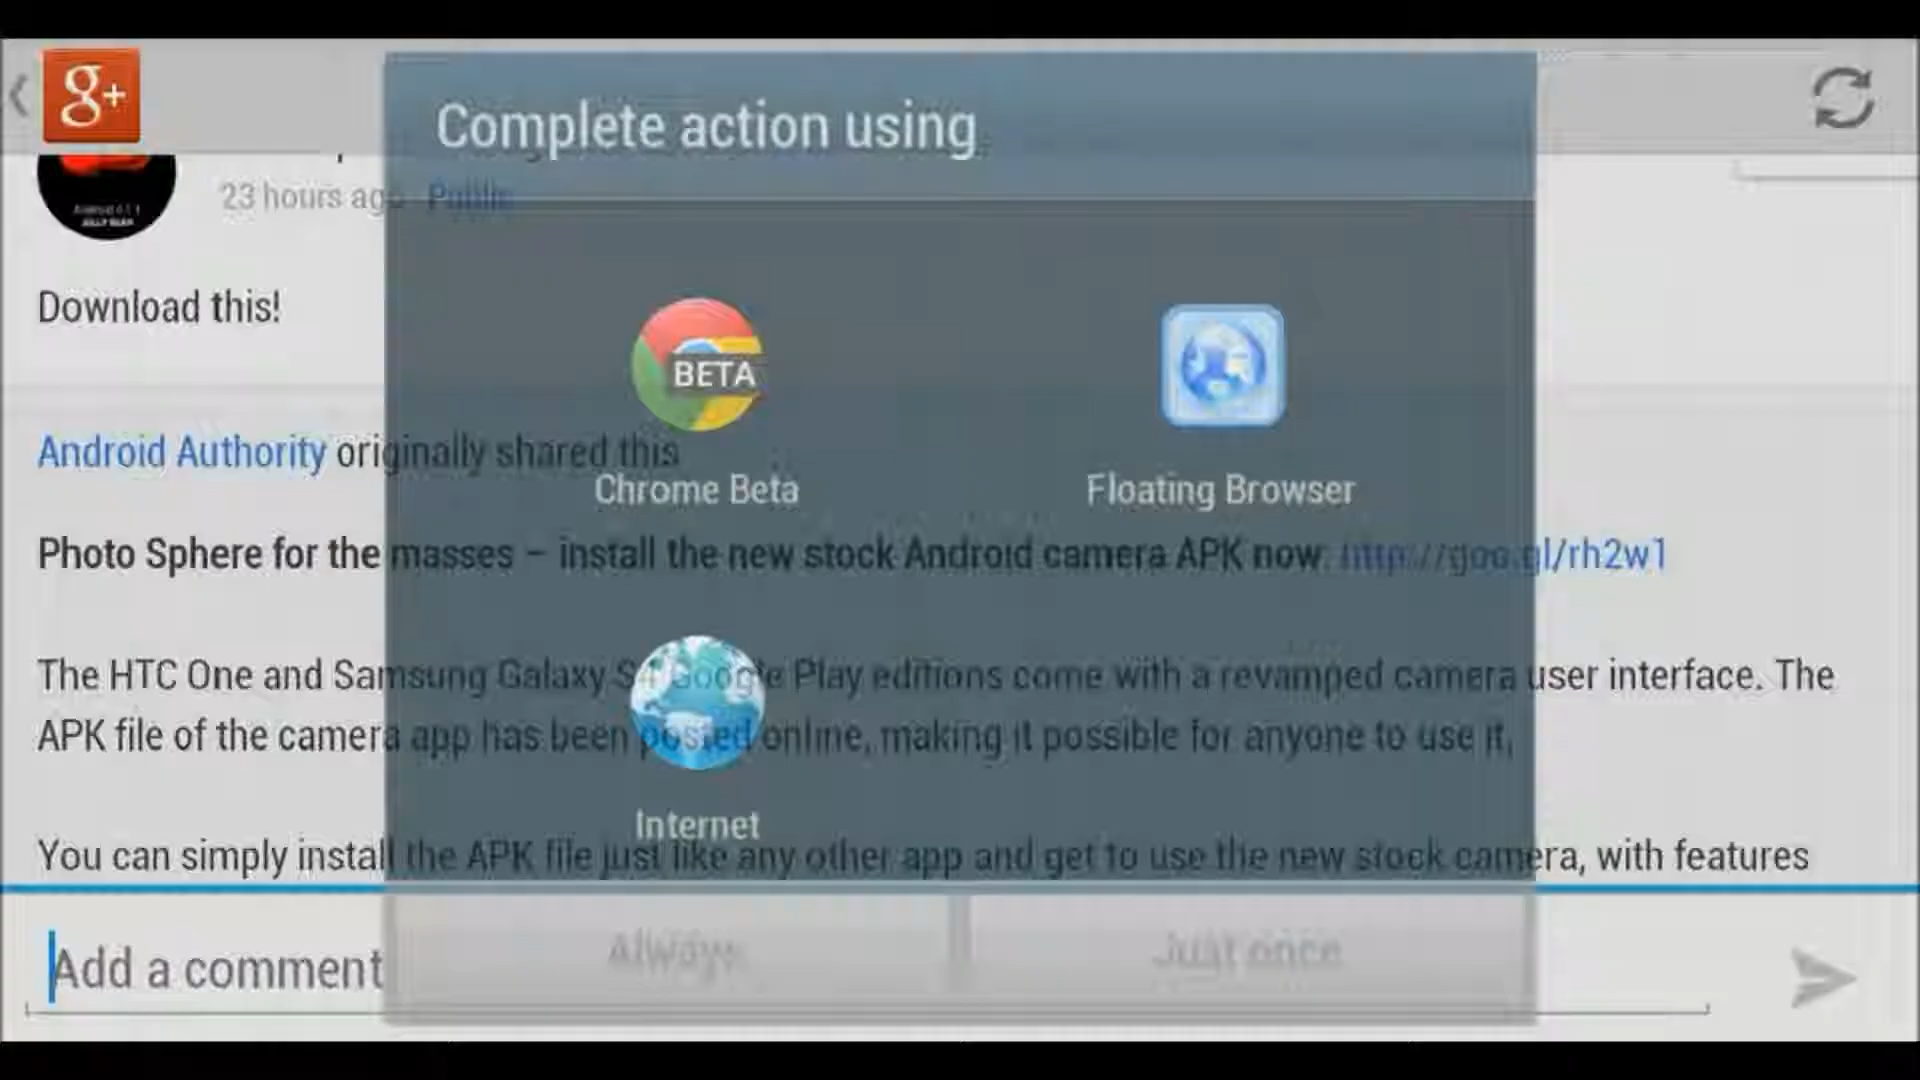 g+
Complete action using
23 hours ago Public
Download this!
BETA
Android Authority originally shared this
Chrome Beta
Floating Browser
Photo Sphere for the masses – install the new stock Android camera APK now: http://goo.gl/rh2w1
The HTC One and Samsung Galaxy S4 Google Play editions come with a revamped camera user interface. The
APK file of the camera app has been posted online, making it possible for anyone to use it,
Internet
You can simply install the APK file just like any other app and get to use the new stock camera, with features
Always
Just once
Add a comment